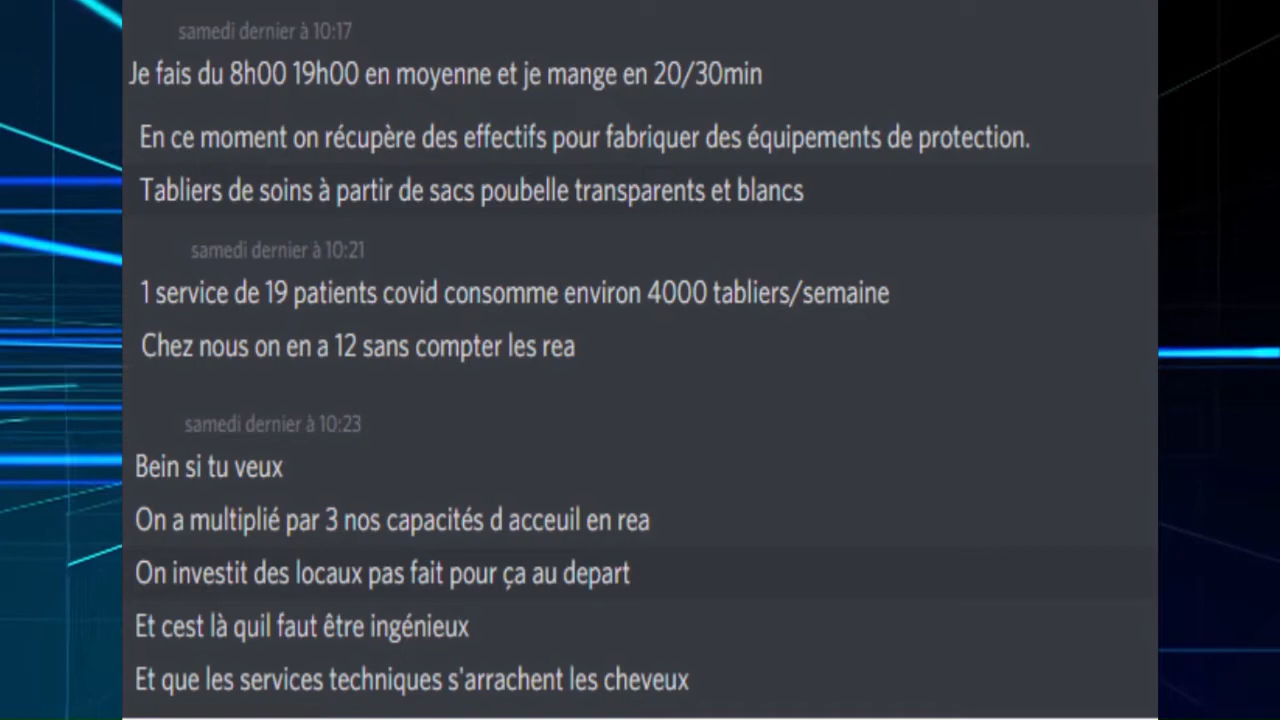 samedi dernier à 10:17
Je fais du 8h00 19h00 en moyenne et je mange en 20/30min
En ce moment on récupère des effectifs pour fabriquer des équipements de protection.
Tabliers de soins à partir de sacs poubelle transparents et blancs
samedi dernier à 10:21
1 service de 19 patients covid consomme environ 4000 tabliers/semaine
Chez nous on en a 12 sans compter les rea
samedi dernier à 10:23
Bein si tu veux
On a multiplié par 3 nos capacités d acceuil en rea
On investit des locaux pas fait pour ça au depart
Et cest là quil faut être ingénieux
Et que les services techniques s'arrachent les cheveux